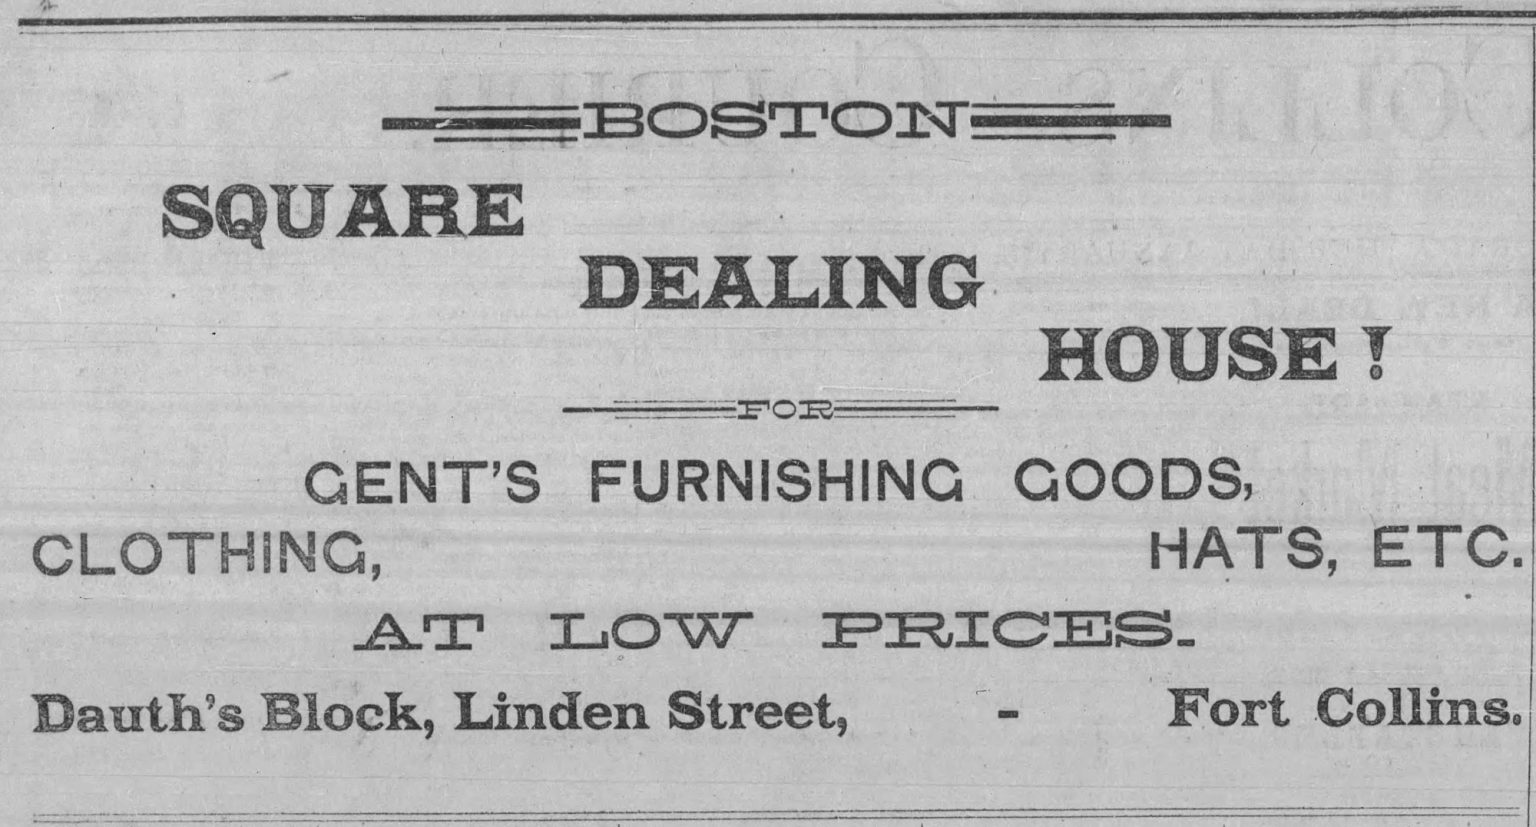 BOSTON
SQUARE
DEALING
HOUSE!
FOR
GENT'S FURNISHING GOODS,
CLOTHING, HATS, ETC.
AT LOW PRICES.
Dauth's Block, Linden Street, - Fort Collins.